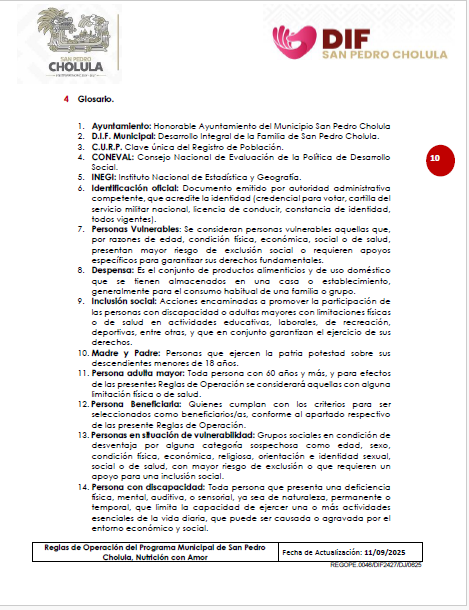 SAN PEDRO
CHOLULA
DIF
SAN PEDRO CHOLULA
4 Glosario.
10
1. Ayuntamiento: Honorable Ayuntamiento del Municipio San Pedro Cholula
2. D.I.F. Municipal: Desarrollo Integral de la Familia de San Pedro Cholula.
3. C.U.R.P. Clave única del Registro de Población.
4. CONEVAL: Consejo Nacional de Evaluación de la Política de Desarrollo
Social.
5. INEGI: Instituto Nacional de Estadística y Geografía.
6. Identificación oficial: Documento emitido por autoridad administrativa
competente, que acredite la identidad (credencial para votar, cartilla del
servicio militar nacional, licencia de conducir, constancia de identidad,
todos vigentes).
7. Personas Vulnerables: Se consideran personas vulnerables aquellas que,
por razones de edad, condición física, económica, social o de salud,
presentan mayor riesgo de exclusión social o requieren apoyos
específicos para garantizar sus derechos fundamentales.
8. Despensa: Es el conjunto de productos alimenticios y de uso doméstico
que se tienen almacenados en una casa o establecimiento,
generalmente para el consumo habitual de una familia o grupo.
9. Inclusión social: Acciones encaminadas a promover la participación de
las personas con discapacidad o adultas mayores con limitaciones físicas
o de salud en actividades educativas, laborales, de recreación,
deportivas, entre otras, y que en conjunto garantizan el ejercicio de sus
derechos.
10. Madre y Padre: Personas que ejercen la patria potestad sobre sus
descendientes menores de 18 años.
11. Persona adulta mayor: Toda persona con 60 años y más, y para efectos
de las presentes Reglas de Operación se considerará aquellas con alguna
limitación física o de salud.
12. Persona Beneficiaria: Quienes cumplan con los criterios para ser
seleccionados como beneficiarios/as, conforme al apartado respectivo
de las presente Reglas de Operación.
13. Personas en situación de vulnerabilidad: Grupos sociales en condición de
desventaja por alguna categoría sospechosa como edad, sexo,
condición física, económica, religiosa, orientación e identidad sexual,
social o de salud, con mayor riesgo de exclusión o que requieren un
apoyo para una inclusión social.
14. Persona con discapacidad: Toda persona que presenta una deficiencia
física, mental, auditiva, o sensorial, ya sea de naturaleza, permanente o
temporal, que limita la capacidad de ejercer una o más actividades
esenciales de la vida diaria, que puede ser causada o agravada por el
entorno económico y social.
Reglas de Operación del Programa Municipal de San Pedro
Cholula, Nutrición con Amor
Fecha de Actualización: 11/09/2025
REGOPE.0046/DIF2427/DJ/0625